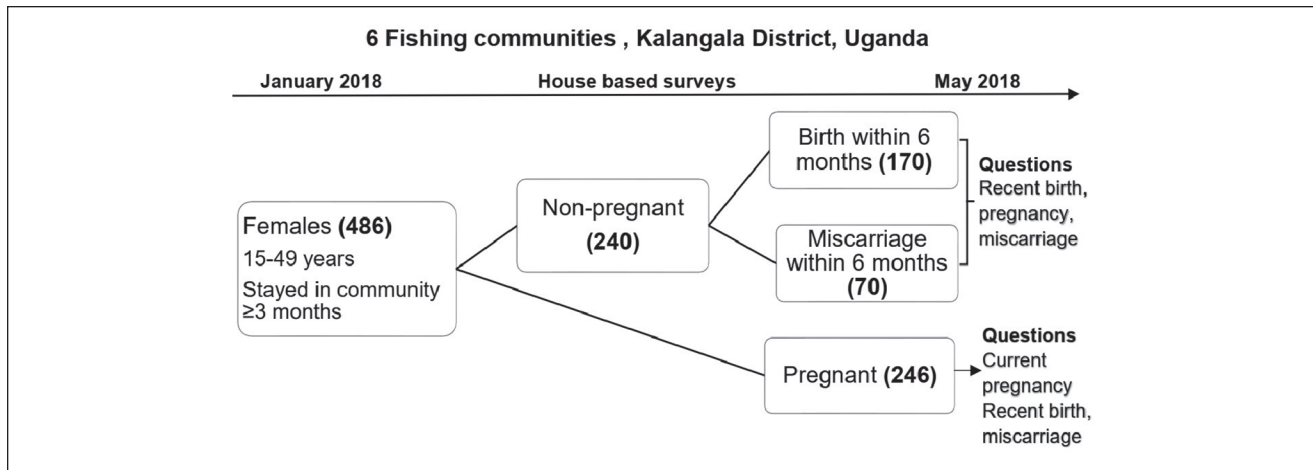 6 Fishing communities , Kalangala District, Uganda
January 2018 House based surveys May 2018
Females (486)
15-49 years
Stayed in community
≥3 months
Non-pregnant
(240)
Birth within 6
months (170)
Miscarriage
within 6 months
(70)
Questions
Recent birth,
pregnancy,
miscarriage
Pregnant (246)
Questions
Current
pregnancy
Recent birth,
miscarriage